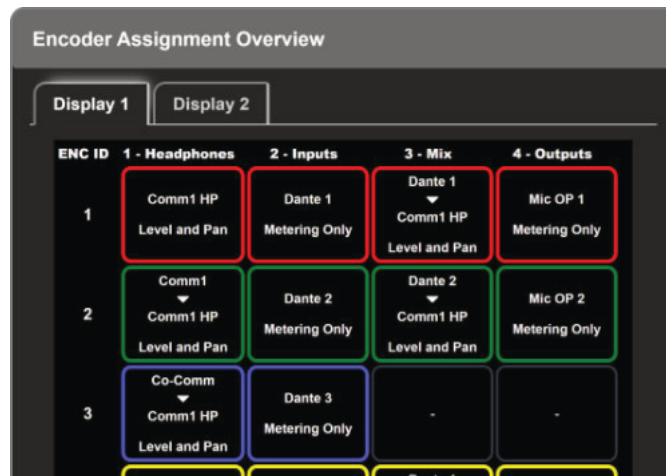 Encoder Assignment Overview
Display 1 Display 2
ENC ID 1 - Headphones 2 - Inputs 3 - Mix 4 - Outputs
1
Comm1 HP
Level and Pan
Dante 1
Metering Only
Dante 1
Comm1 HP
Level and Pan
Mic OP 1
Metering Only
2
Comm1
Comm1 HP
Level and Pan
Dante 2
Metering Only
Dante 2
Comm1 HP
Level and Pan
Mic OP 2
Metering Only
3
Co-Comm
Comm1 HP
Level and Pan
Dante 3
Metering Only
-
-